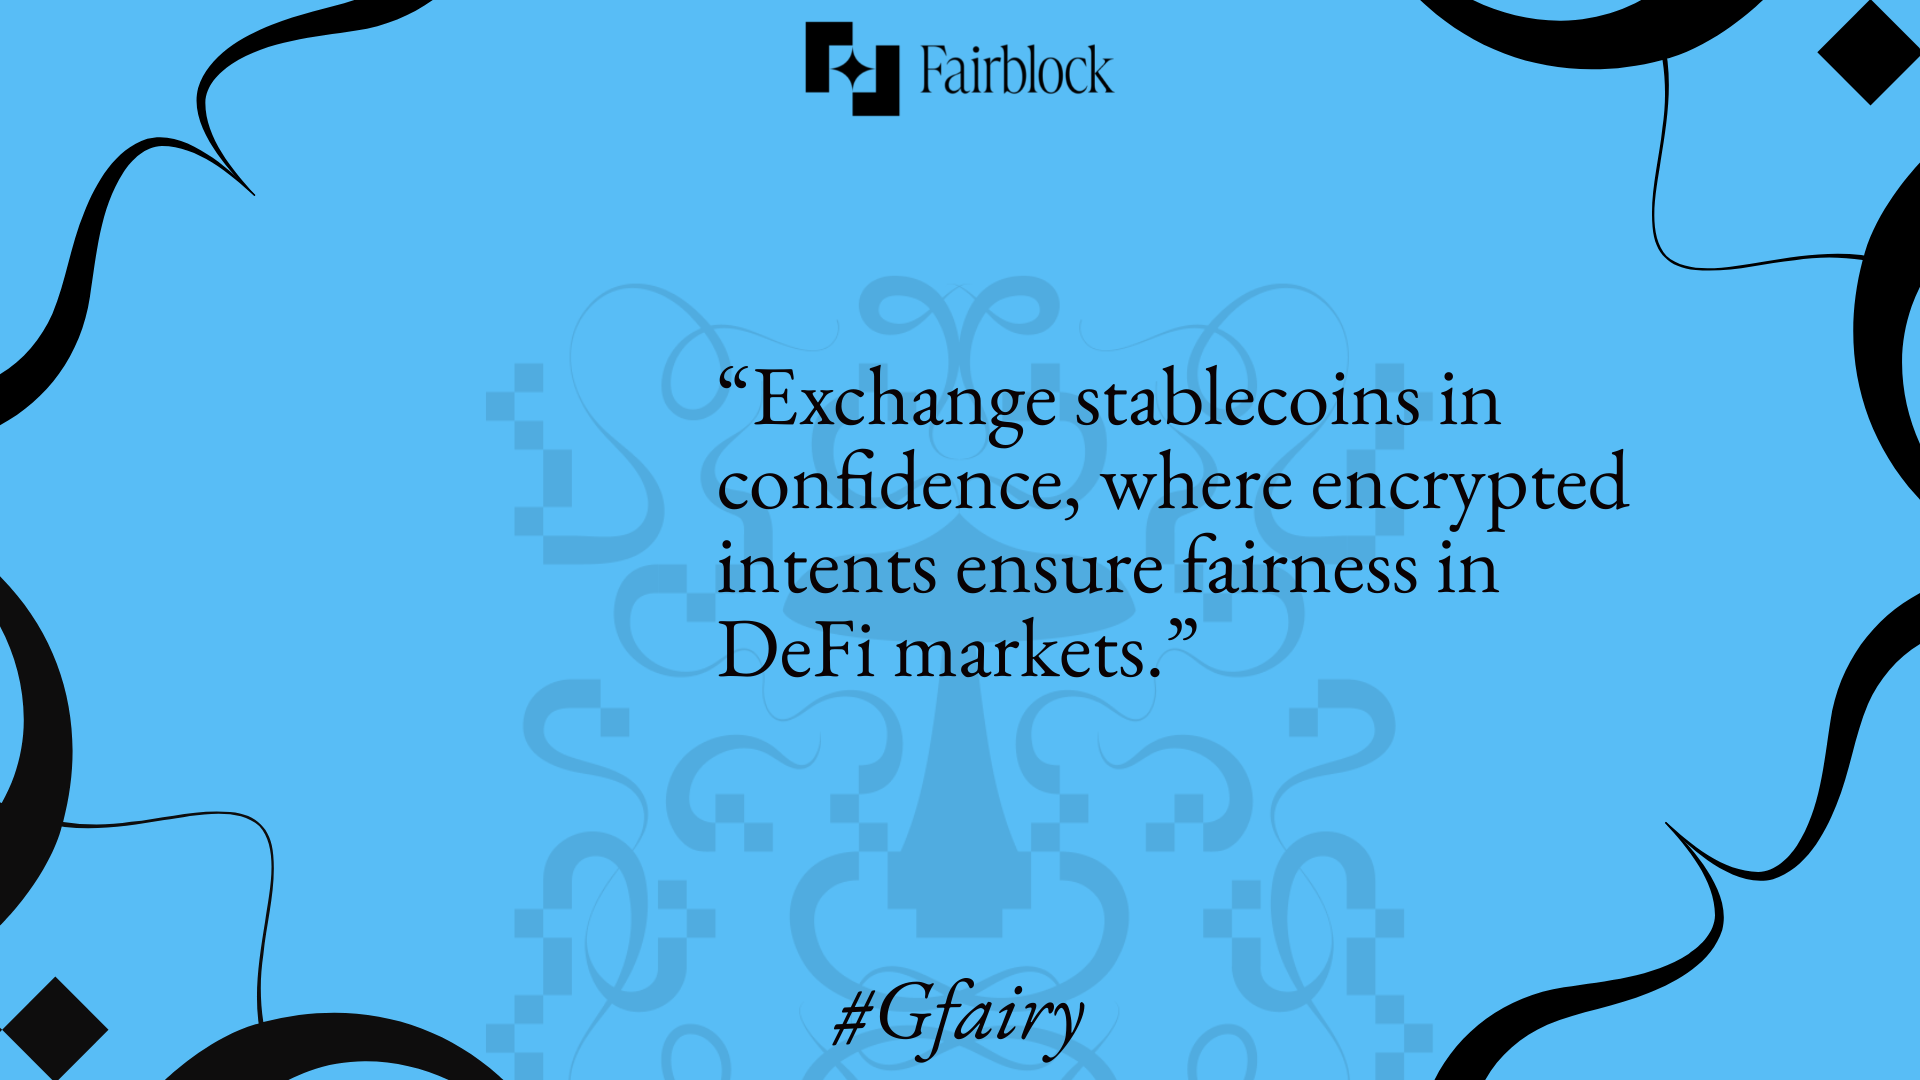 Fairblock
“Exchange stablecoins in
confidence, where encrypted
intents ensure fairness in
DeFi markets.”
#Gfairy